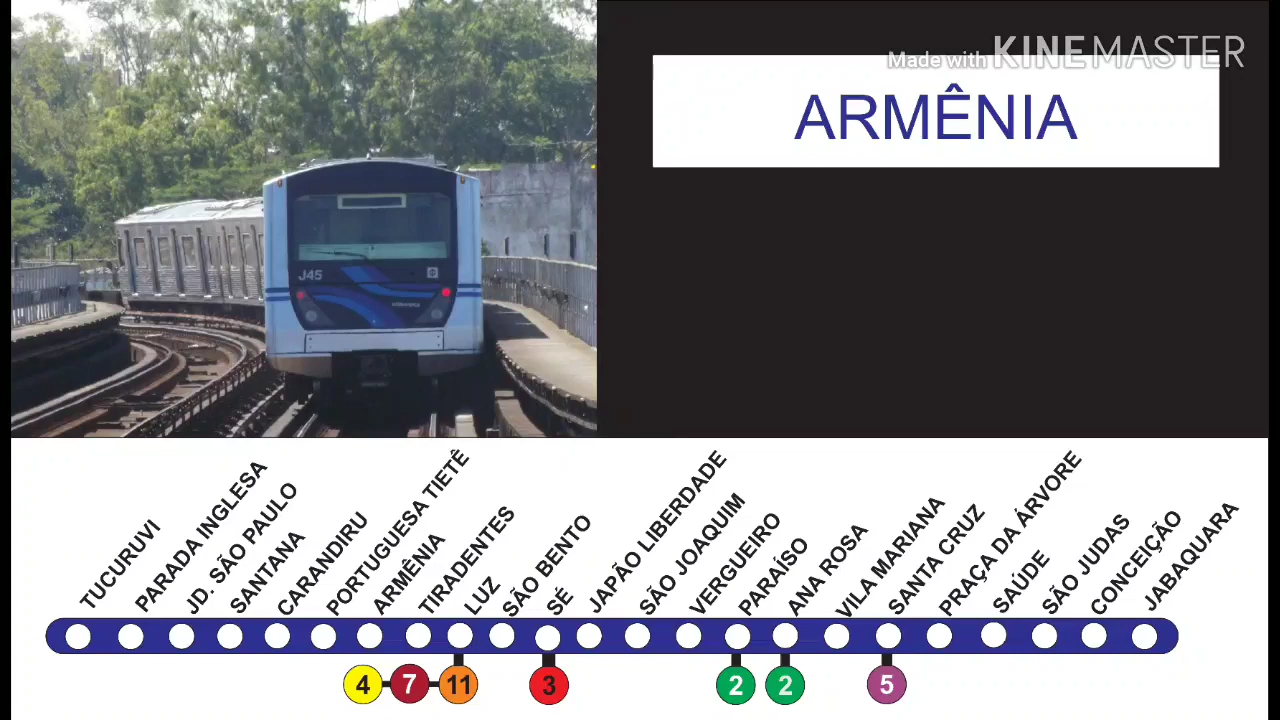 Made with KINEMASTER
ARMÊNIA
J45
TUCURUVI
PARADA INGLESA
JD. SÃO PAULO
SANTANA
CARANDIRU
PORTUGUESA TIETÊ
ARMÊNIA
TIRADENTES
LUZ
SÃO BENTO
SÉ
JAPÃO LIBERDADE
SÃO JOAQUIM
VERGUEIRO
PARAÍSO
ANA ROSA
VILA MARIANA
SANTA CRUZ
PRAÇA DA ÁRVORE
SAÚDE
SÃO JUDAS
CONCEIÇÃO
JABAQUARA
4 7 11 3 2 2 5